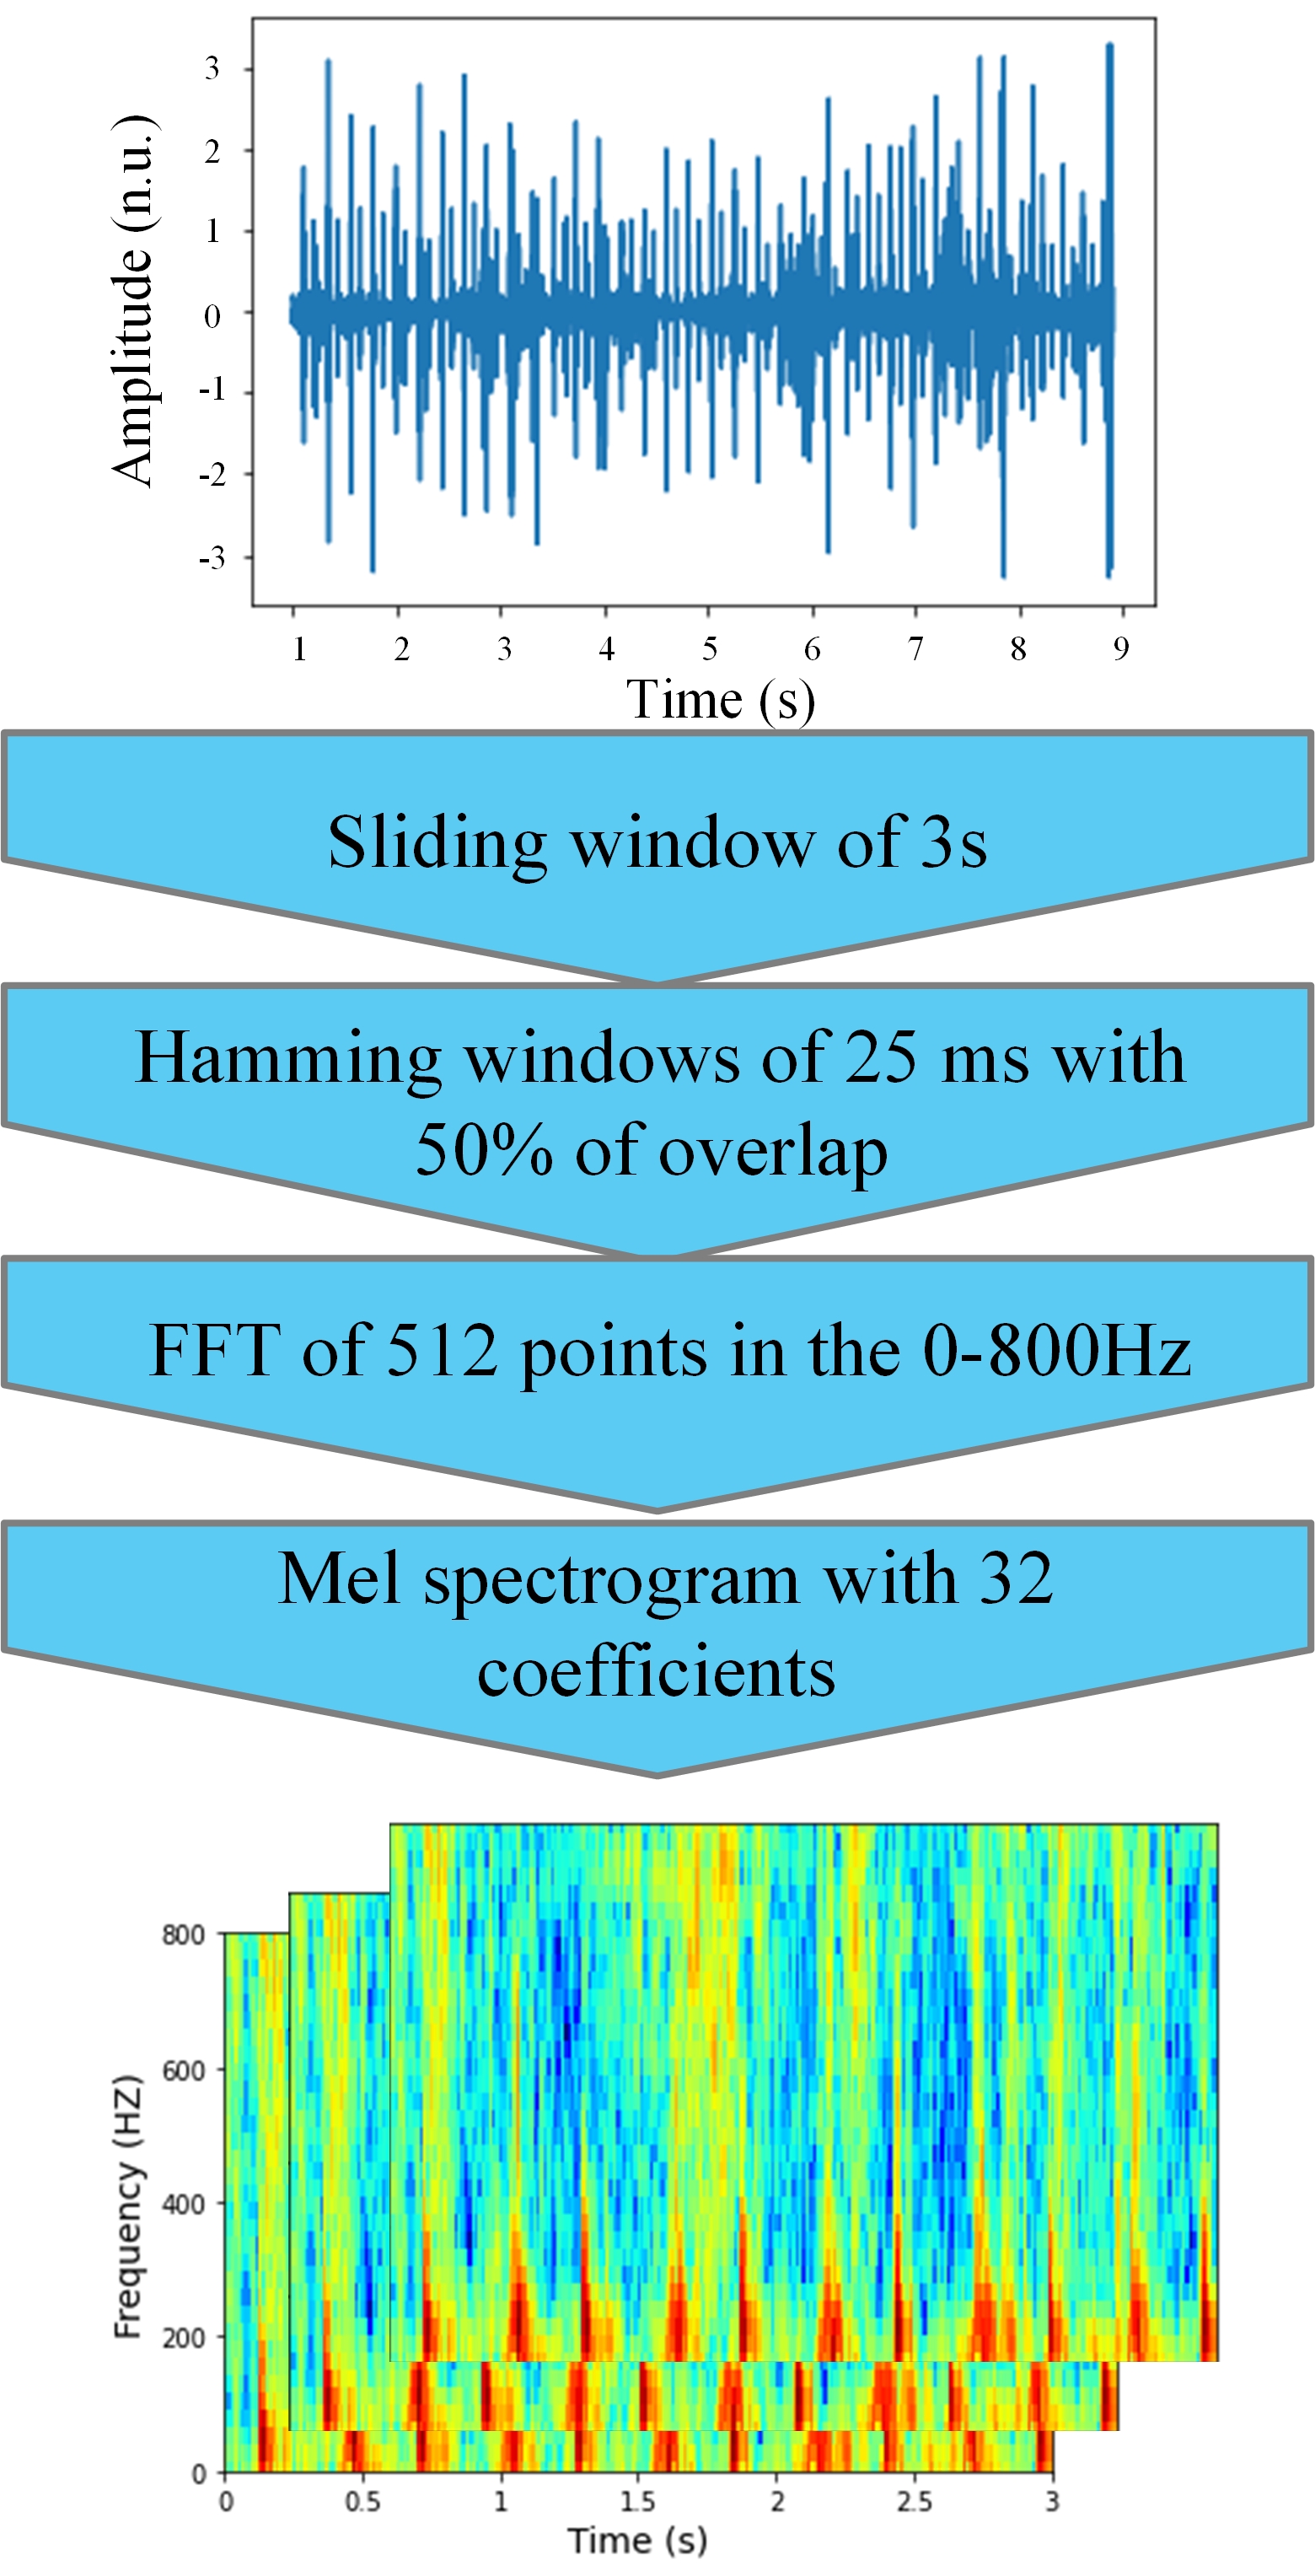 Amplitude (n.u.)
3
2
1
0
-1
-2
-3
1 2 3 4 5 6 7 8 9
Time (s)
Sliding window of 3s
Hamming windows of 25 ms with
50% of overlap
FFT of 512 points in the 0-800Hz
Mel spectrogram with 32
coefficients
Frequency (HZ)
800
600
400
200
0
0 0.5 1 1.5 2 2.5 3
Time (s)